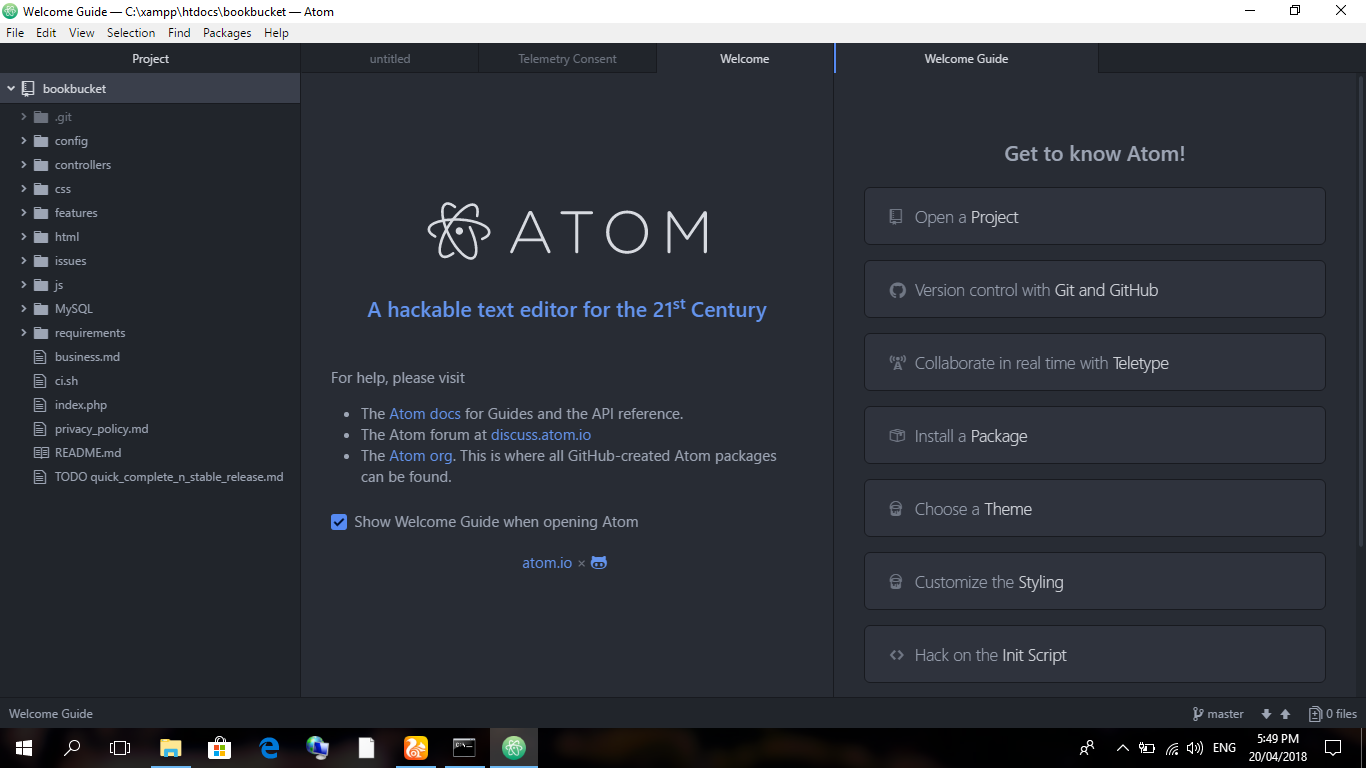 Welcome Guide — C:\xampp\htdocs\bookbucket — Atom
File Edit View Selection Find Packages Help
Project
bookbucket
.git
config
controllers
css
features
html
issues
js
MySQL
requirements
business.md
ci.sh
index.php
privacy_policy.md
README.md
TODO quick_complete_n_stable_release.md
untitled
Telemetry Consent
Welcome
Welcome Guide
ATOM
A hackable text editor for the 21st Century
For help, please visit
• The Atom docs for Guides and the API reference.
• The Atom forum at discuss.atom.io
• The Atom org. This is where all GitHub-created Atom packages
can be found.
Show Welcome Guide when opening Atom
atom.io ×
Get to know Atom!
Open a Project
Version control with Git and GitHub
Collaborate in real time with Teletype
Install a Package
Choose a Theme
Customize the Styling
Hack on the Init Script
Welcome Guide
master
0 files
ENG
5:49 PM
20/04/2018